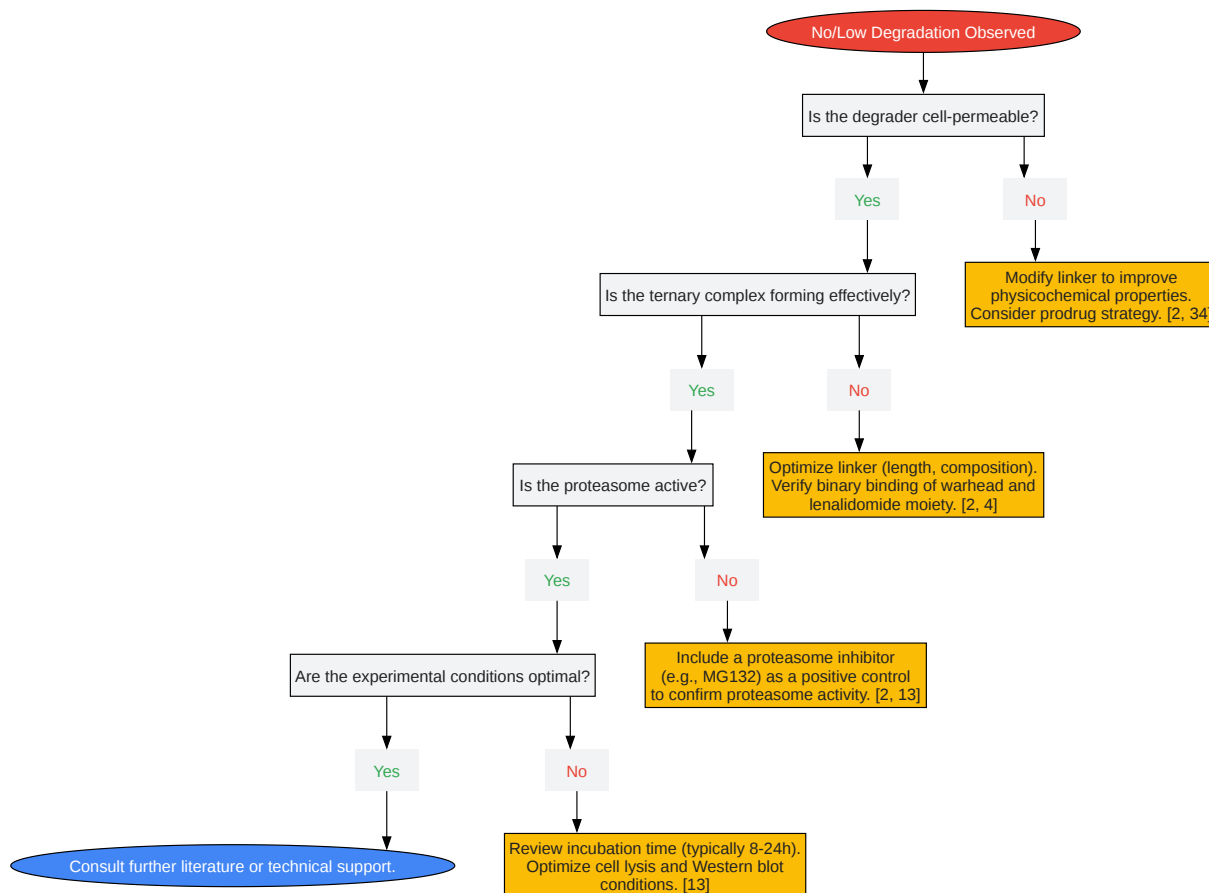 No/Low Degradation Observed
Is the degrader cell-permeable?
Yes
No
Is the ternary complex forming effectively?
Modify linker to improve
physicochemical properties.
Consider prodrug strategy. [2, 34]
Yes
No
Is the proteasome active?
Optimize linker (length, composition).
Verify binary binding of warhead and
lenalidomide moiety. [2, 4]
Yes
No
Are the experimental conditions optimal?
Include a proteasome inhibitor
(e.g., MG132) as a positive control
to confirm proteasome activity. [2, 13]
Yes
No
Consult further literature or technical support.
Review incubation time (typically 8-24h).
Optimize cell lysis and Western blot
conditions. [13]